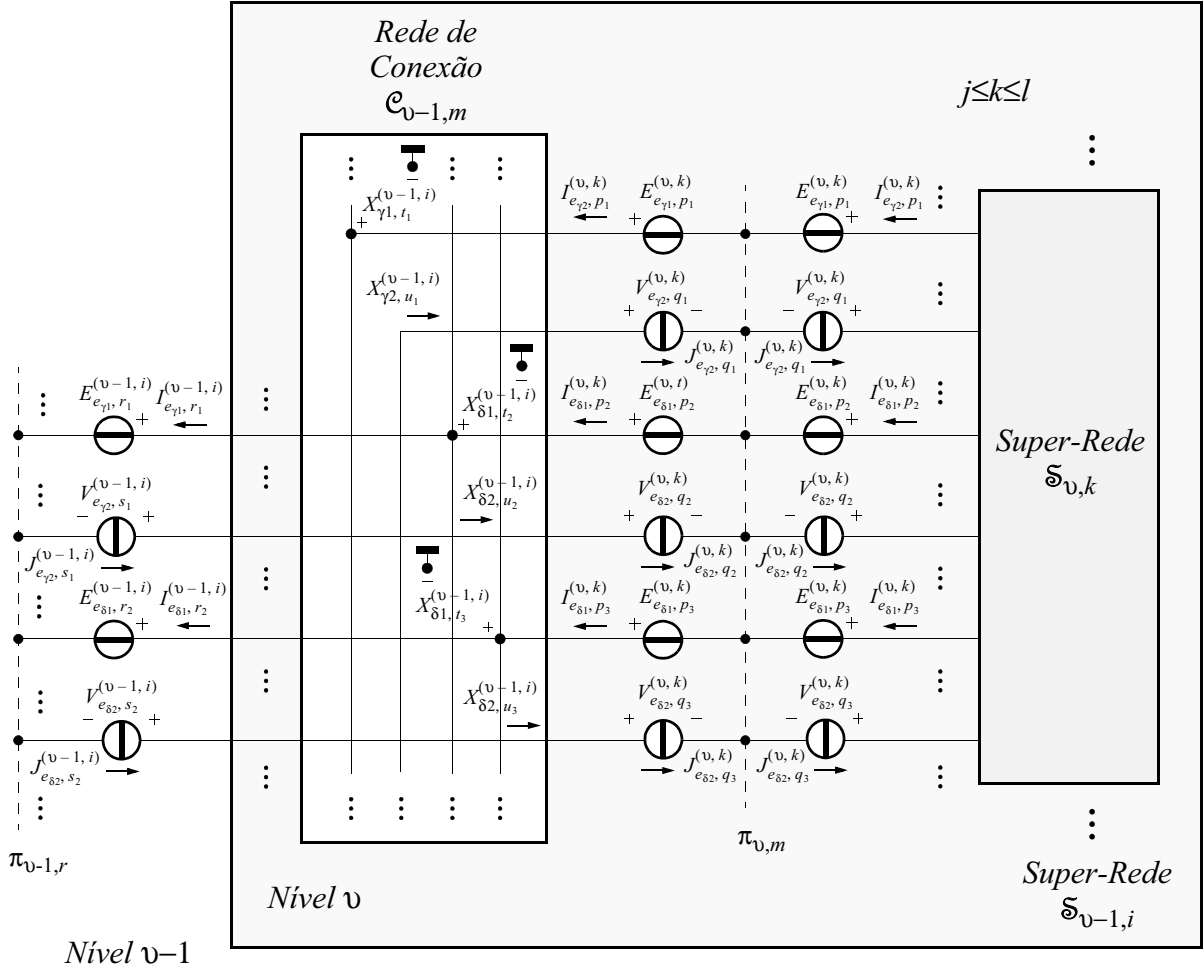 Rede de
Conexão
𝒞υ−1,m
j≤k≤l
X(υ−1, i)γ1, t1
I(υ, k)eγ2, p1
E(υ, k)eγ1, p1
E(υ, k)eγ1, p1
I(υ, k)eγ2, p1
+ − + +
X(υ−1, i)γ2, u1
V(υ, k)eγ2, q1
V(υ, k)eγ2, q1
+ − − +
J(υ, k)eγ2, q1
J(υ, k)eγ2, q1
E(υ−1, i)eγ1, r1
I(υ−1, i)eγ1, r1
X(υ−1, i)δ1, t2
I(υ, k)eδ1, p2
E(υ, t)eδ1, p2
E(υ, k)eδ1, p2
I(υ, k)eδ1, p2
+ + − + +
V(υ−1, i)eγ2, s1
X(υ−1, i)δ2, u2
V(υ, k)eδ2, q2
V(υ, k)eδ2, q2
− + + − − +
J(υ−1, i)eγ2, s1
J(υ, k)eδ2, q2
J(υ, k)eδ2, q2
E(υ−1, i)eδ1, r2
I(υ−1, i)eδ1, r2
X(υ−1, i)δ1, t3
I(υ, k)eδ1, p3
E(υ, k)eδ1, p3
E(υ, k)eδ1, p3
I(υ, k)eδ1, p3
+ − + + +
V(υ−1, i)eδ2, s2
X(υ−1, i)δ2, u3
V(υ, k)eδ2, q3
V(υ, k)eδ2, q3
− + + − − +
J(υ−1, i)eδ2, s2
J(υ, k)eδ2, q3
J(υ, k)eδ2, q3
Super-Rede
𝒮υ,k
πυ-1,r
πυ,m
Super-Rede
𝒮υ−1,i
Nível υ
Nível υ−1